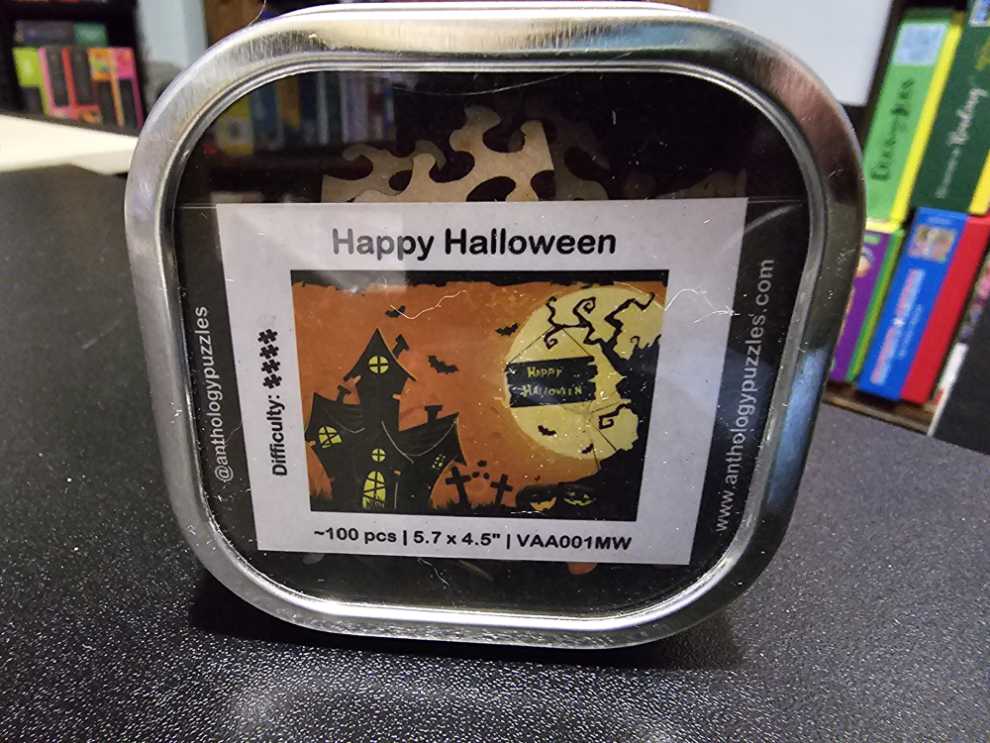 Happy Halloween
@anthologypuzzles
Difficulty: ****
HAPPY
HALLOWEEN
www.anthologypuzzles.com
~100 pcs | 5.7 x 4.5" | VAA001MW